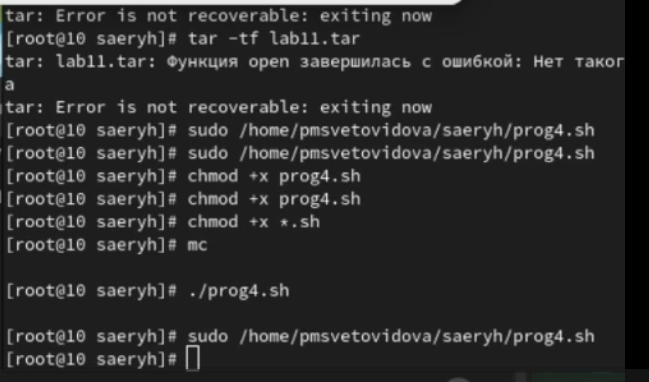 tar: Error is not recoverable: exiting now
[root@10 saeryh]# tar -tf lab11.tar
tar: lab11.tar: Функция open завершилась с ошибкой: Нет таког
а
tar: Error is not recoverable: exiting now
[root@10 saeryh]# sudo /home/pmsvetovidova/saeryh/prog4.sh
[root@10 saeryh]# sudo /home/pmsvetovidova/saeryh/prog4.sh
[root@10 saeryh]# chmod +x prog4.sh
[root@10 saeryh]# chmod +x prog4.sh
[root@10 saeryh]# chmod +x *.sh
[root@10 saeryh]# mc
[root@10 saeryh]# ./prog4.sh
[root@10 saeryh]# sudo /home/pmsvetovidova/saeryh/prog4.sh
[root@10 saeryh]#